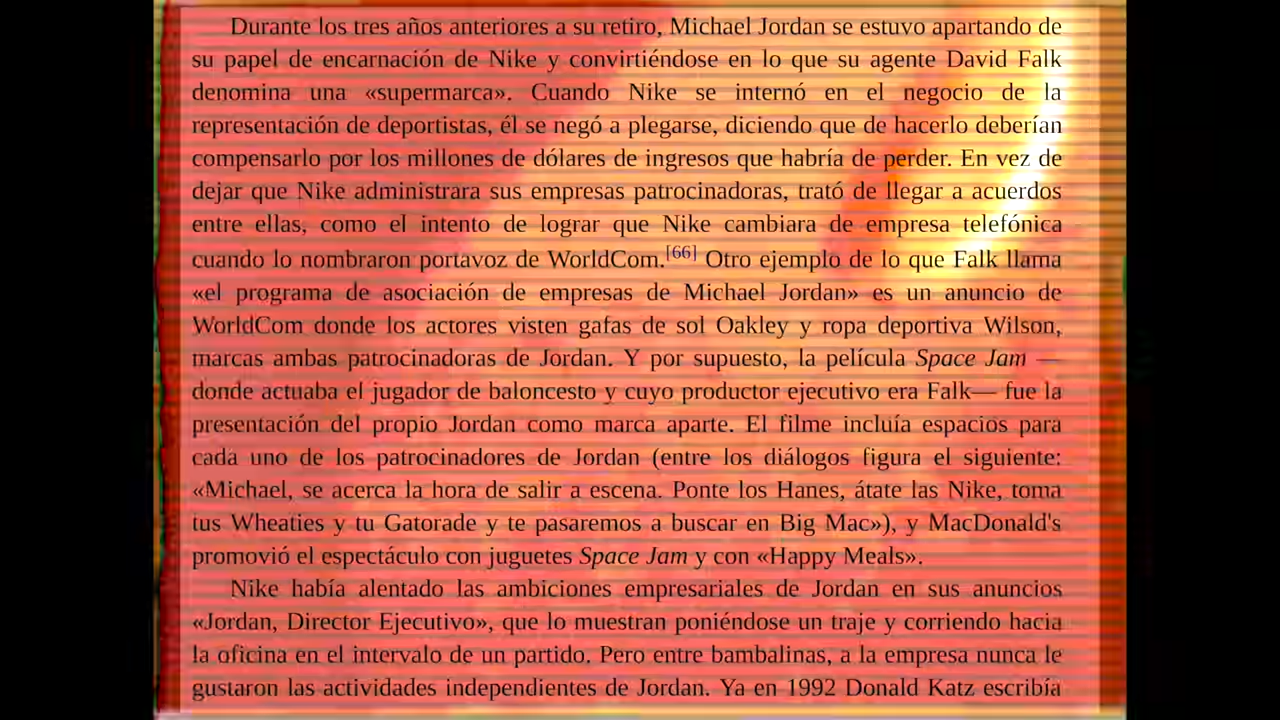 Durante los tres años anteriores a su retiro, Michael Jordan se estuvo apartando de
su papel de encarnación de Nike y convirtiéndose en lo que su agente David Falk
denomina una «supermarca». Cuando Nike se internó en el negocio de la
representación de deportistas, él se negó a plegarse, diciendo que de hacerlo deberían
compensarlo por los millones de dólares de ingresos que habría de perder. En vez de
dejar que Nike administrara sus empresas patrocinadoras, trató de llegar a acuerdos
entre ellas, como el intento de lograr que Nike cambiara de empresa telefónica
cuando lo nombraron portavoz de WorldCom.[66] Otro ejemplo de lo que Falk llama
«el programa de asociación de empresas de Michael Jordan» es un anuncio de
WorldCom donde los actores visten gafas de sol Oakley y ropa deportiva Wilson,
marcas ambas patrocinadoras de Jordan. Y por supuesto, la película Space Jam —
donde actuaba el jugador de baloncesto y cuyo productor ejecutivo era Falk— fue la
presentación del propio Jordan como marca aparte. El filme incluía espacios para
cada uno de los patrocinadores de Jordan (entre los diálogos figura el siguiente:
«Michael, se acerca la hora de salir a escena. Ponte los Hanes, átate las Nike, toma
tus Wheaties y tu Gatorade y te pasaremos a buscar en Big Mac»), y MacDonald's
promovió el espectáculo con juguetes Space Jam y con «Happy Meals».
Nike había alentado las ambiciones empresariales de Jordan en sus anuncios
«Jordan, Director Ejecutivo», que lo muestran poniéndose un traje y corriendo hacia
la oficina en el intervalo de un partido. Pero entre bambalinas, a la empresa nunca le
gustaron las actividades independientes de Jordan. Ya en 1992 Donald Katz escribía